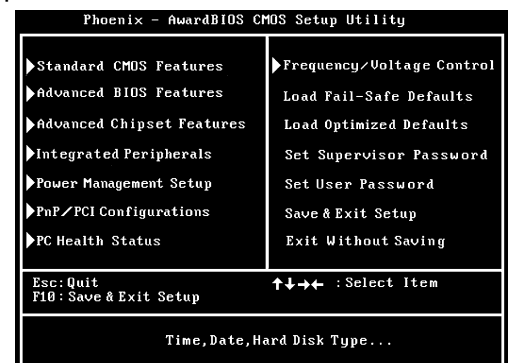 Phoenix - AwardBIOS CMOS Setup Utility
Standard CMOS Features
Advanced BIOS Features
Advanced Chipset Features
Integrated Peripherals
Power Management Setup
PnP/PCI Configurations
PC Health Status
Frequency/Voltage Control
Load Fail-Safe Defaults
Load Optimized Defaults
Set Supervisor Password
Set User Password
Save & Exit Setup
Exit Without Saving
Esc: Quit
F10: Save & Exit Setup
↑↓→← : Select Item
Time, Date, Hard Disk Type...